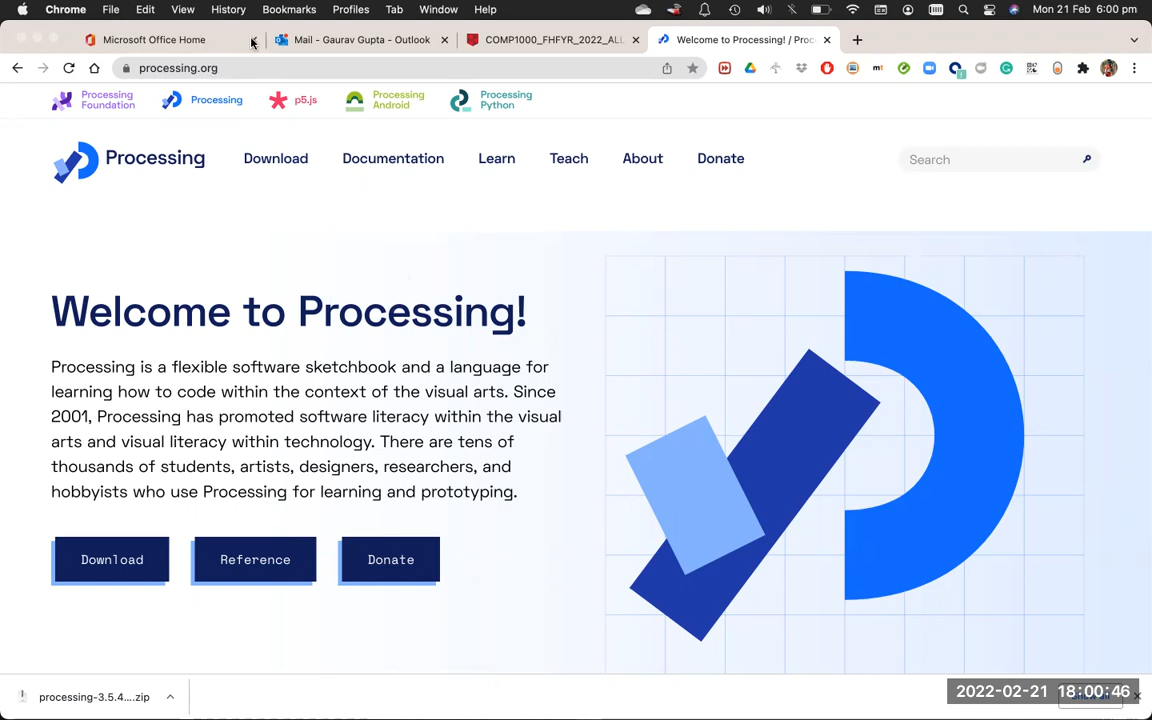 Chrome File Edit View History Bookmarks Profiles Tab Window Help Mon 21 Feb 6:00 pm
Microsoft Office Home Mail - Gaurav Gupta - Outlook COMP1000_FHFYR_2022_ALL Welcome to Processing! / Proc
processing.org
Processing Foundation
Processing
p5.js
Processing Android
Processing Python
Processing Download Documentation Learn Teach About Donate Search
Welcome to Processing!
Processing is a flexible software sketchbook and a language for
learning how to code within the context of the visual arts. Since
2001, Processing has promoted software literacy within the visual
arts and visual literacy within technology. There are tens of
thousands of students, artists, designers, researchers, and
hobbyists who use Processing for learning and prototyping.
Download Reference Donate
processing-3.5.4....zip
2022-02-21 18:00:46